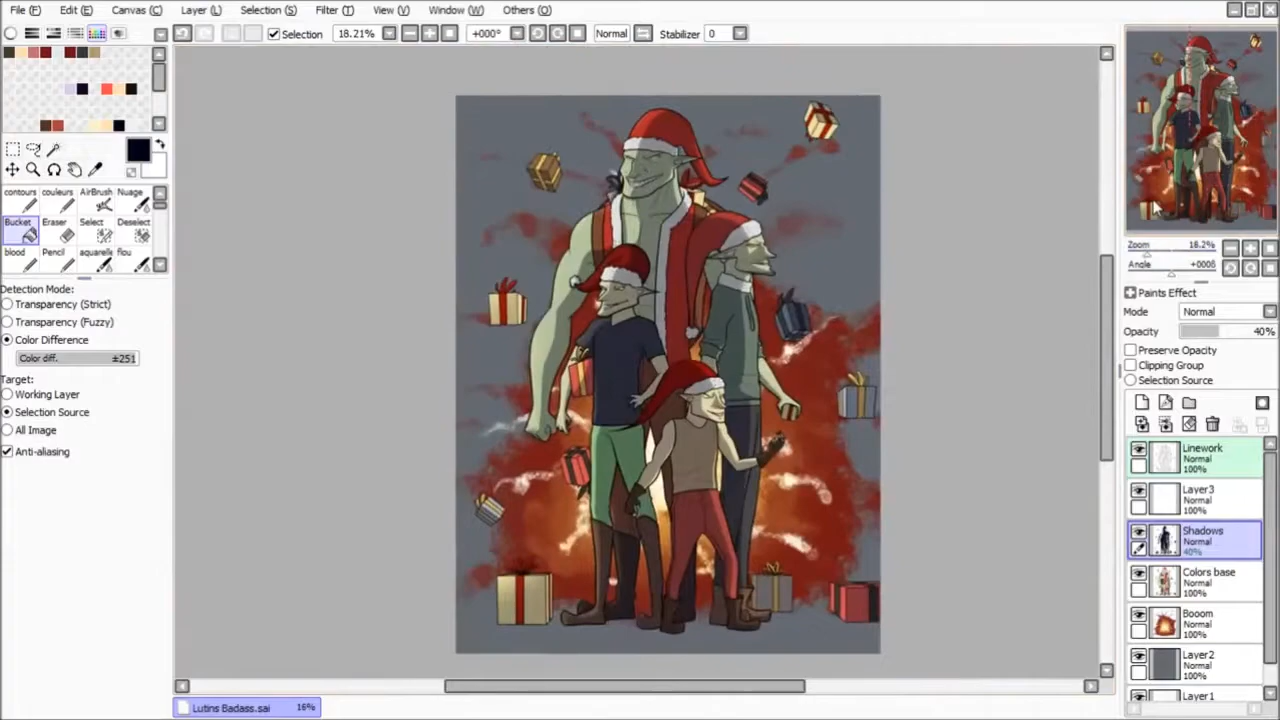 File (F) Edit (E) Canvas (C) Layer (L) Selection (S) Filter (T) View (V) Window (W) Others (O)
Selection 18.21% +000° Normal Stabilizer 0
contours couleurs AirBrush Nuage
Bucket Eraser Select Deselect
blood Pencil aquarelle flou
Detection Mode:
Transparency (Strict)
Transparency (Fuzzy)
Color Difference
Color diff. ±251
Target:
Working Layer
Selection Source
All Image
Anti-aliasing
Zoom 18.2%
Angle +000δ
Paints Effect
Mode Normal
Opacity 40%
Preserve Opacity
Clipping Group
Selection Source
Linework
Normal
100%
Layer3
Normal
100%
Shadows
Normal
40%
Colors base
Normal
100%
Booom
Normal
100%
Layer2
Normal
100%
Layer1
Lutins Badass.sai 16%